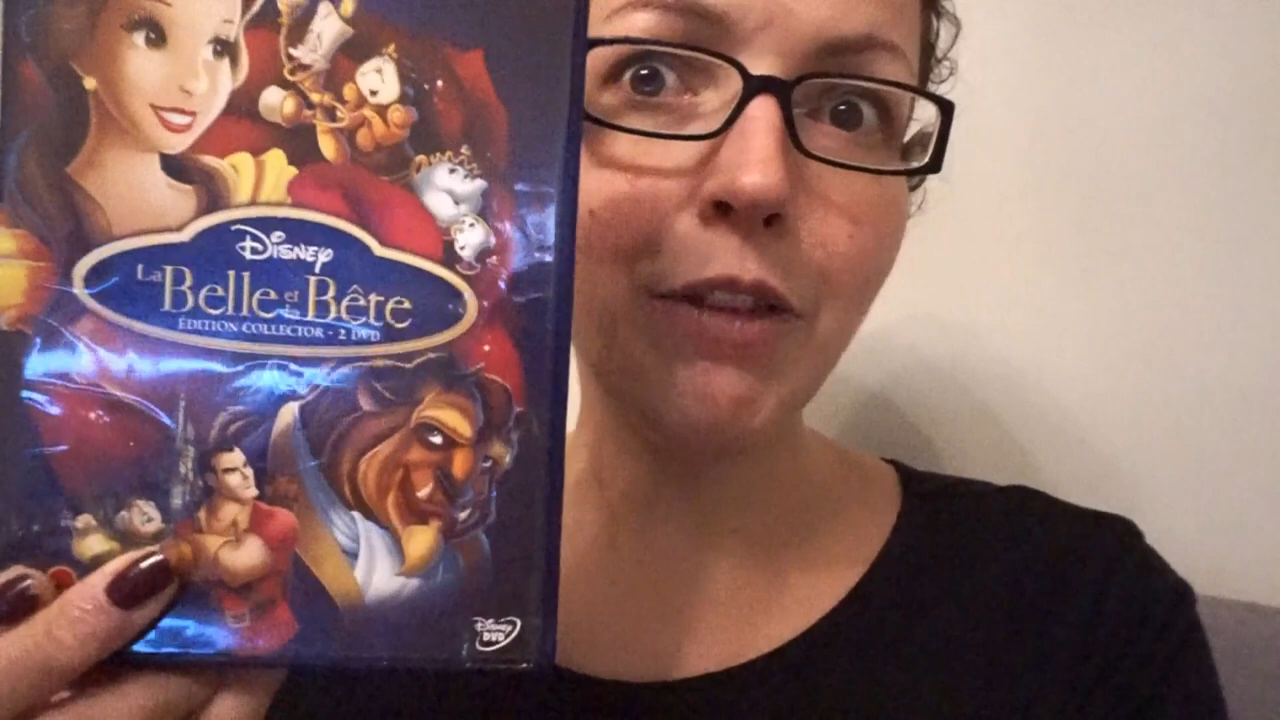 Disney
La Belle et la Bête
ÉDITION COLLECTOR - 2 DVD
Disney
DVD